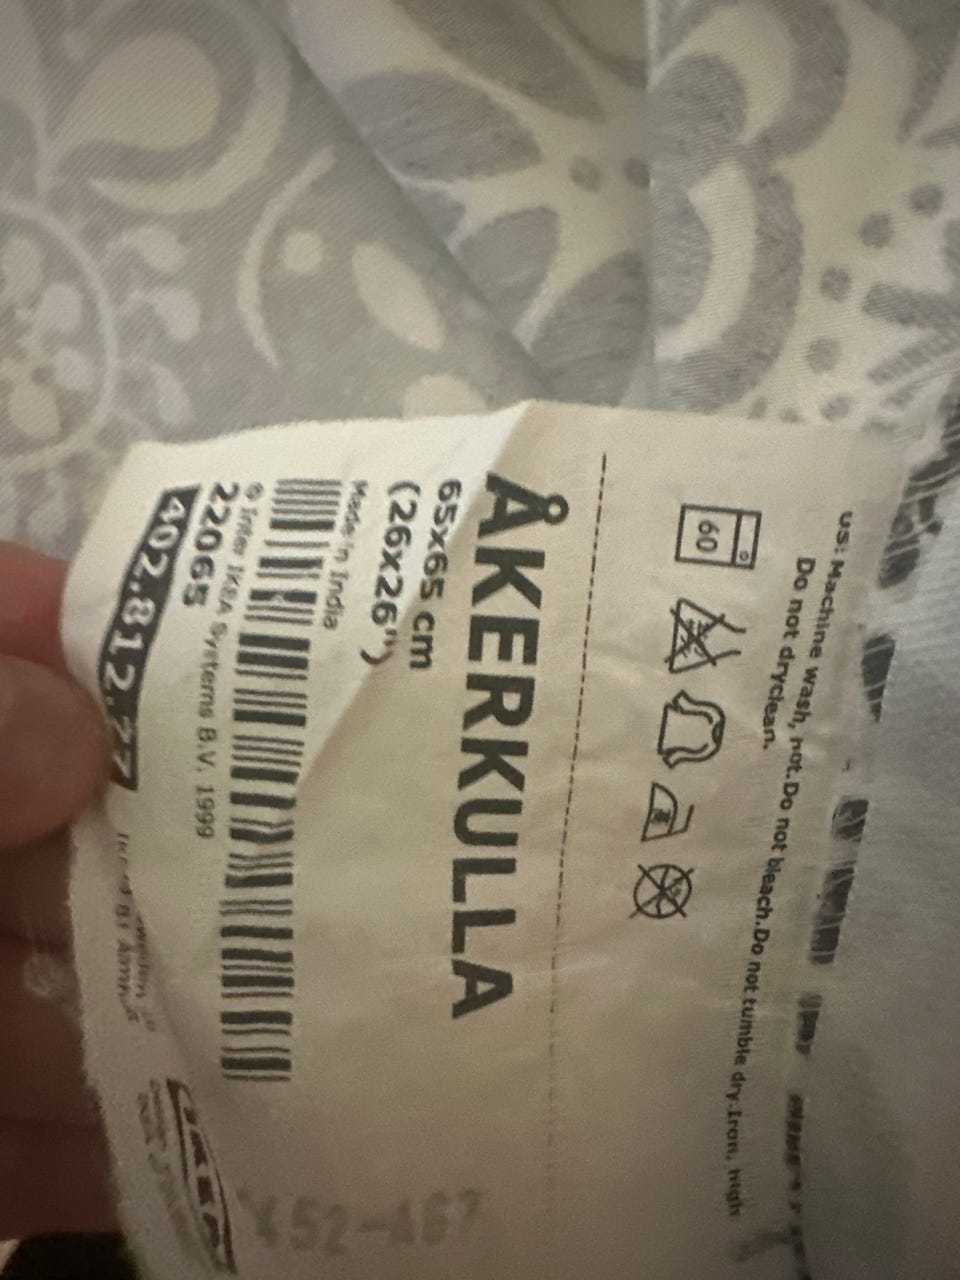 US: Machine wash, hot. Do not bleach. Do not tumble dry. Iron, high.
Do not dryclean.
60
ÅKERKULLA
65x65 cm
(26x26")
Made in India
© Inter IKEA Systems B.V. 1999
22065
402.812.77
IKEA